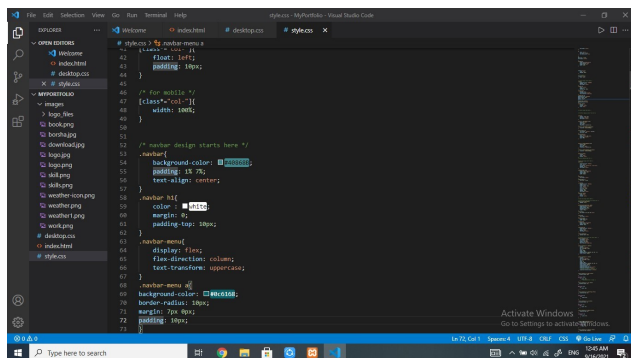 File Edit Selection View Go Run Terminal Help
style.css - MyPortfolio - Visual Studio Code
EXPLORER
Welcome
index.html
desktop.css
style.css
OPEN EDITORS
Welcome
index.html
desktop.css
style.css
MYPORTFOLIO
images
logo_files
book.png
borsha.jpg
download.jpg
logo.jpg
logo.png
skill.png
skills.png
weather-icon.png
weather.png
weather1.png
work.png
desktop.css
index.html
style.css
style.css > .navbar-menu a
41 [class*="col-"]{
42 float: left;
43 padding: 10px;
44 }
45
46 /* for mobile */
47 [class*="col-"]{
48 width: 100%;
49 }
50
51
52 /* navbar design starts here */
53 .navbar{
54 background-color:
55 padding: 1% 7%;
56 text-align: center;
57 }
58 .navbar h1{
59 color : white;
60 margin: 0;
61 padding-top: 10px;
62 }
63 .navbar-menu{
64 display: flex;
65 flex-direction: column;
66 text-transform: uppercase;
67 }
68 .navbar-menu a{
69 background-color: #0c6168;
70 border-radius: 10px;
71 margin: 7px 0px;
72 padding: 10px;
73 }
Activate Windows
Go to Settings to activate Windows.
0 0
Ln 72, Col 1 Spaces: 4 UTF-8 CRLF CSS Go Live
Type here to search
ENG
12:45 AM
9/16/2021